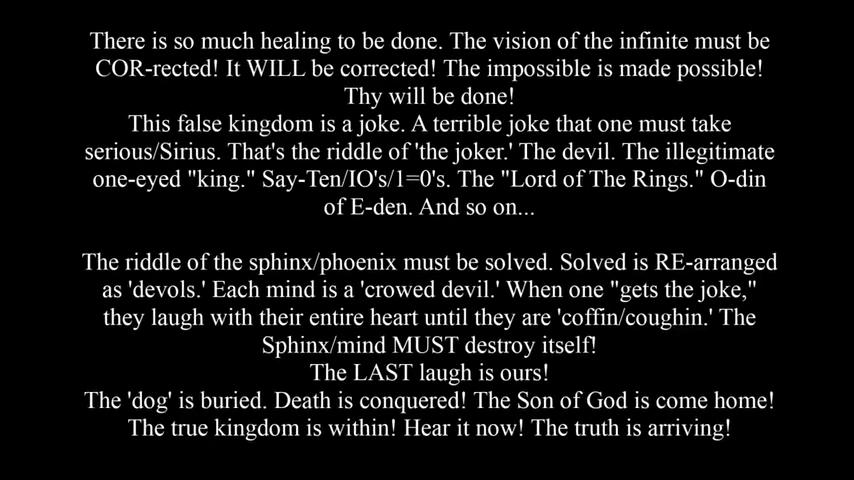 There is so much healing to be done. The vision of the infinite must be
COR-rected! It WILL be corrected! The impossible is made possible!
Thy will be done!
This false kingdom is a joke. A terrible joke that one must take
serious/Sirius. That's the riddle of 'the joker.' The devil. The illegitimate
one-eyed "king." Say-Ten/IO's/1=0's. The "Lord of The Rings." O-din
of E-den. And so on...
The riddle of the sphinx/phoenix must be solved. Solved is RE-arranged
as 'devols.' Each mind is a 'crowed devil.' When one "gets the joke,"
they laugh with their entire heart until they are 'coffin/coughin.' The
Sphinx/mind MUST destroy itself!
The LAST laugh is ours!
The 'dog' is buried. Death is conquered! The Son of God is come home!
The true kingdom is within! Hear it now! The truth is arriving!